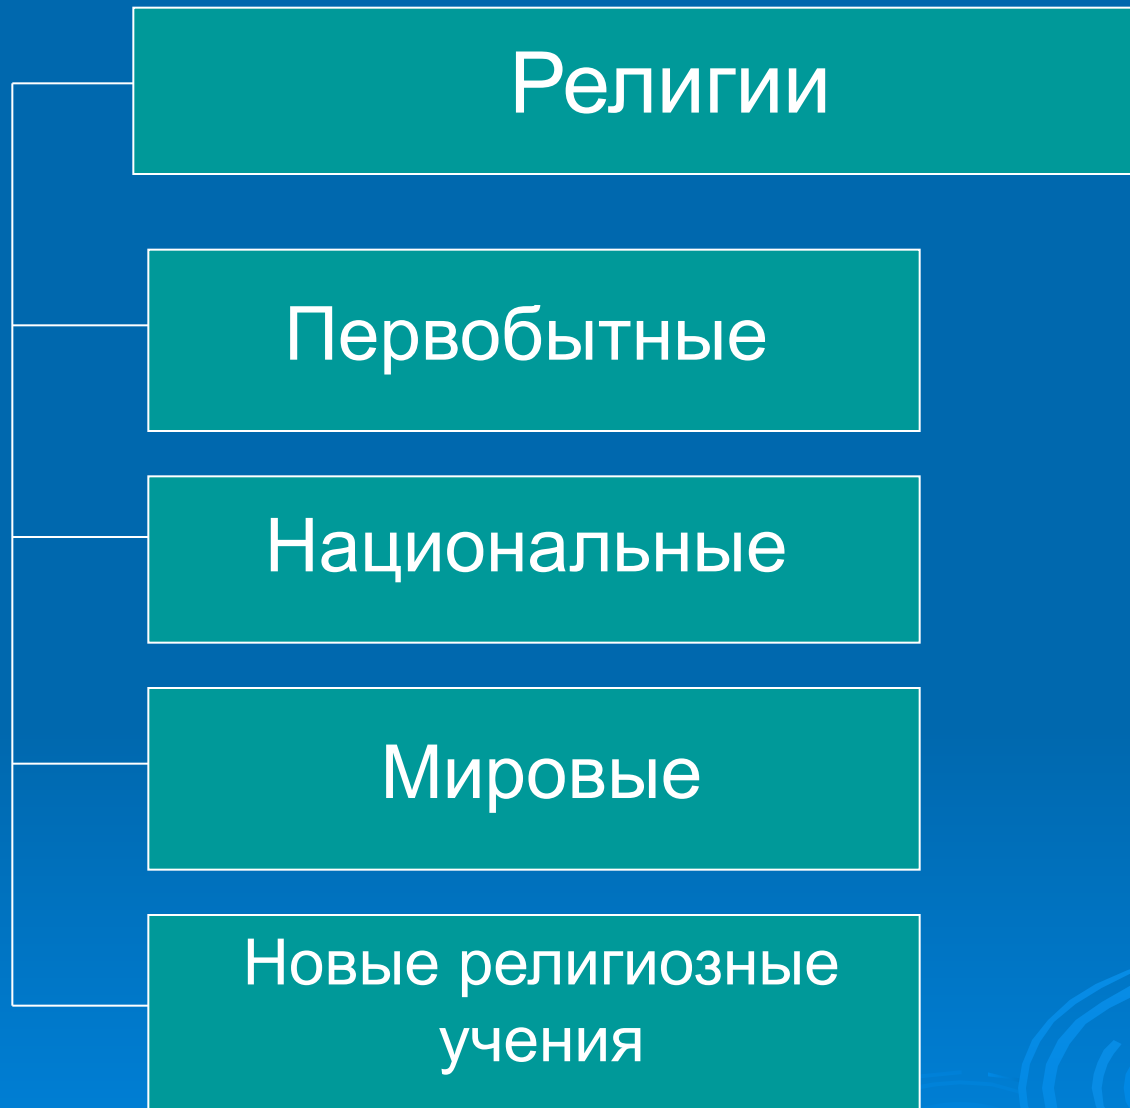 Религии
Первобытные
Национальные
Мировые
Новые религиозные
учения